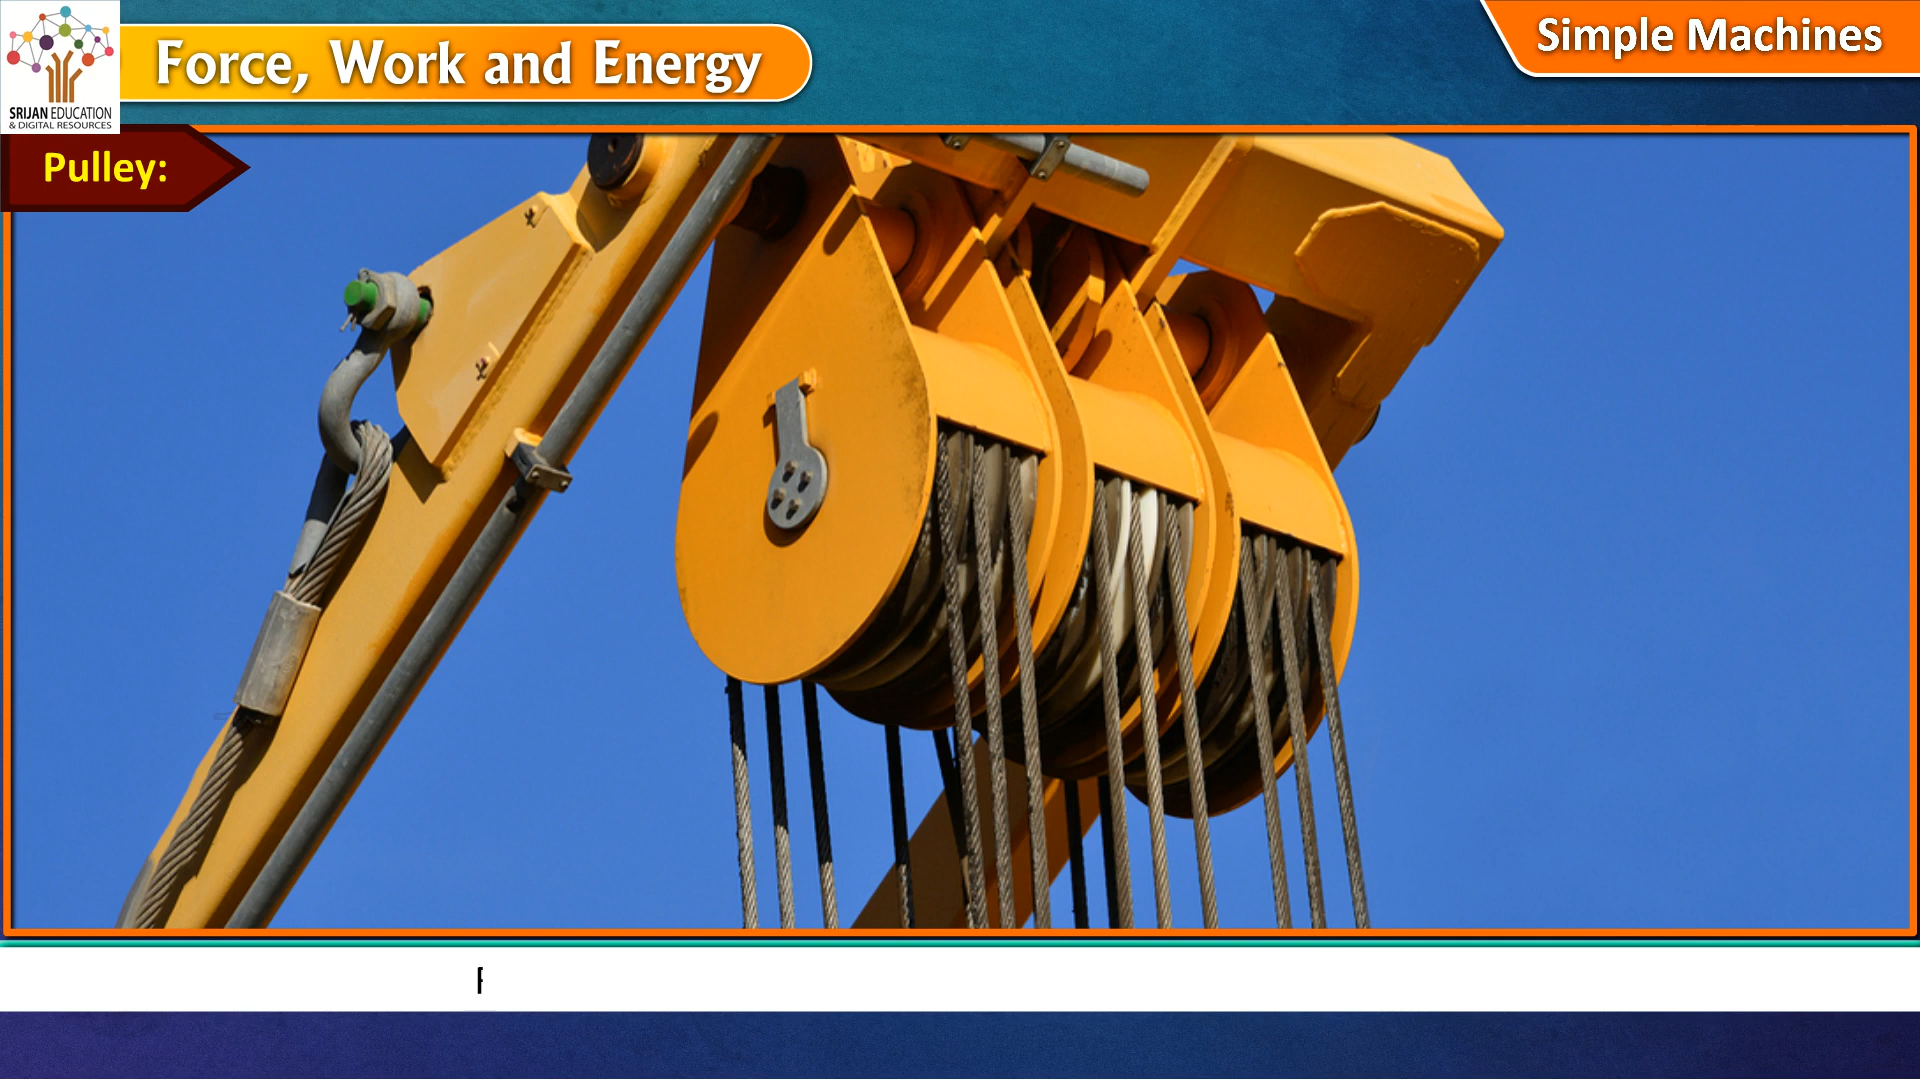 SRIJAN EDUCATION
& DIGITAL RESOURCES
Force, Work and Energy
Simple Machines
Pulley: